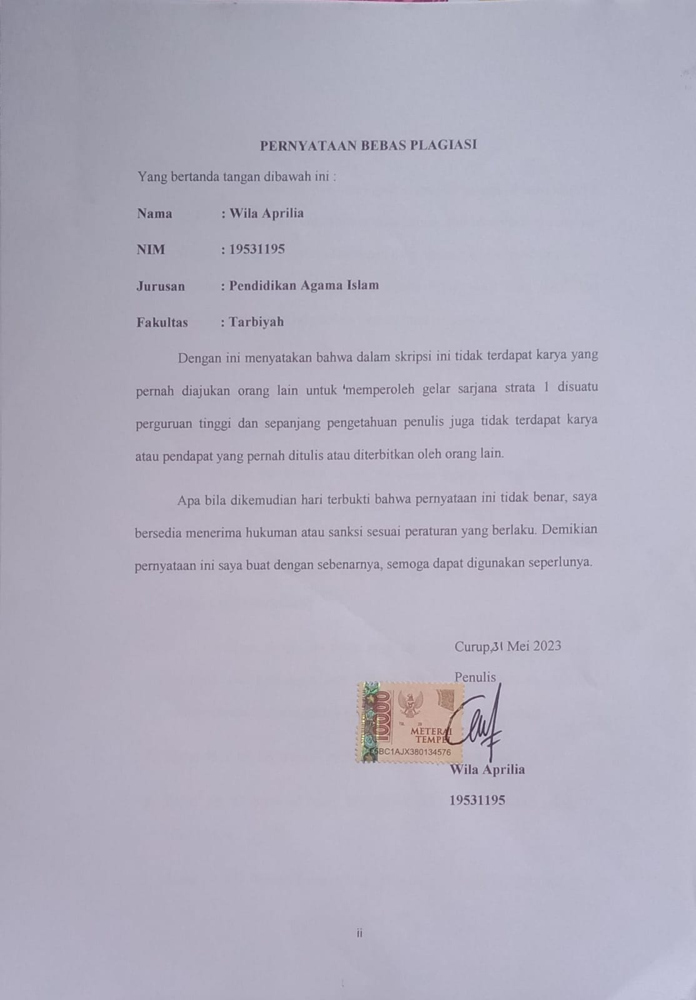 PERNYATAAN BEBAS PLAGIASI
Yang bertanda tangan dibawah ini :
Nama : Wila Aprilia
NIM : 19531195
Jurusan : Pendidikan Agama Islam
Fakultas : Tarbiyah
Dengan ini menyatakan bahwa dalam skripsi ini tidak terdapat karya yang
pernah diajukan orang lain untuk 'memperoleh gelar sarjana strata 1 disuatu
perguruan tinggi dan sepanjang pengetahuan penulis juga tidak terdapat karya
atau pendapat yang pernah ditulis atau diterbitkan oleh orang lain.
Apa bila dikemudian hari terbukti bahwa pernyataan ini tidak benar, saya
bersedia menerima hukuman atau sanksi sesuai peraturan yang berlaku. Demikian
pernyataan ini saya buat dengan sebenarnya, semoga dapat digunakan seperlunya.
Curup,31 Mei 2023
Penulis
10000
METERAI
TEMPEL
Wila Aprilia
19531195
ii